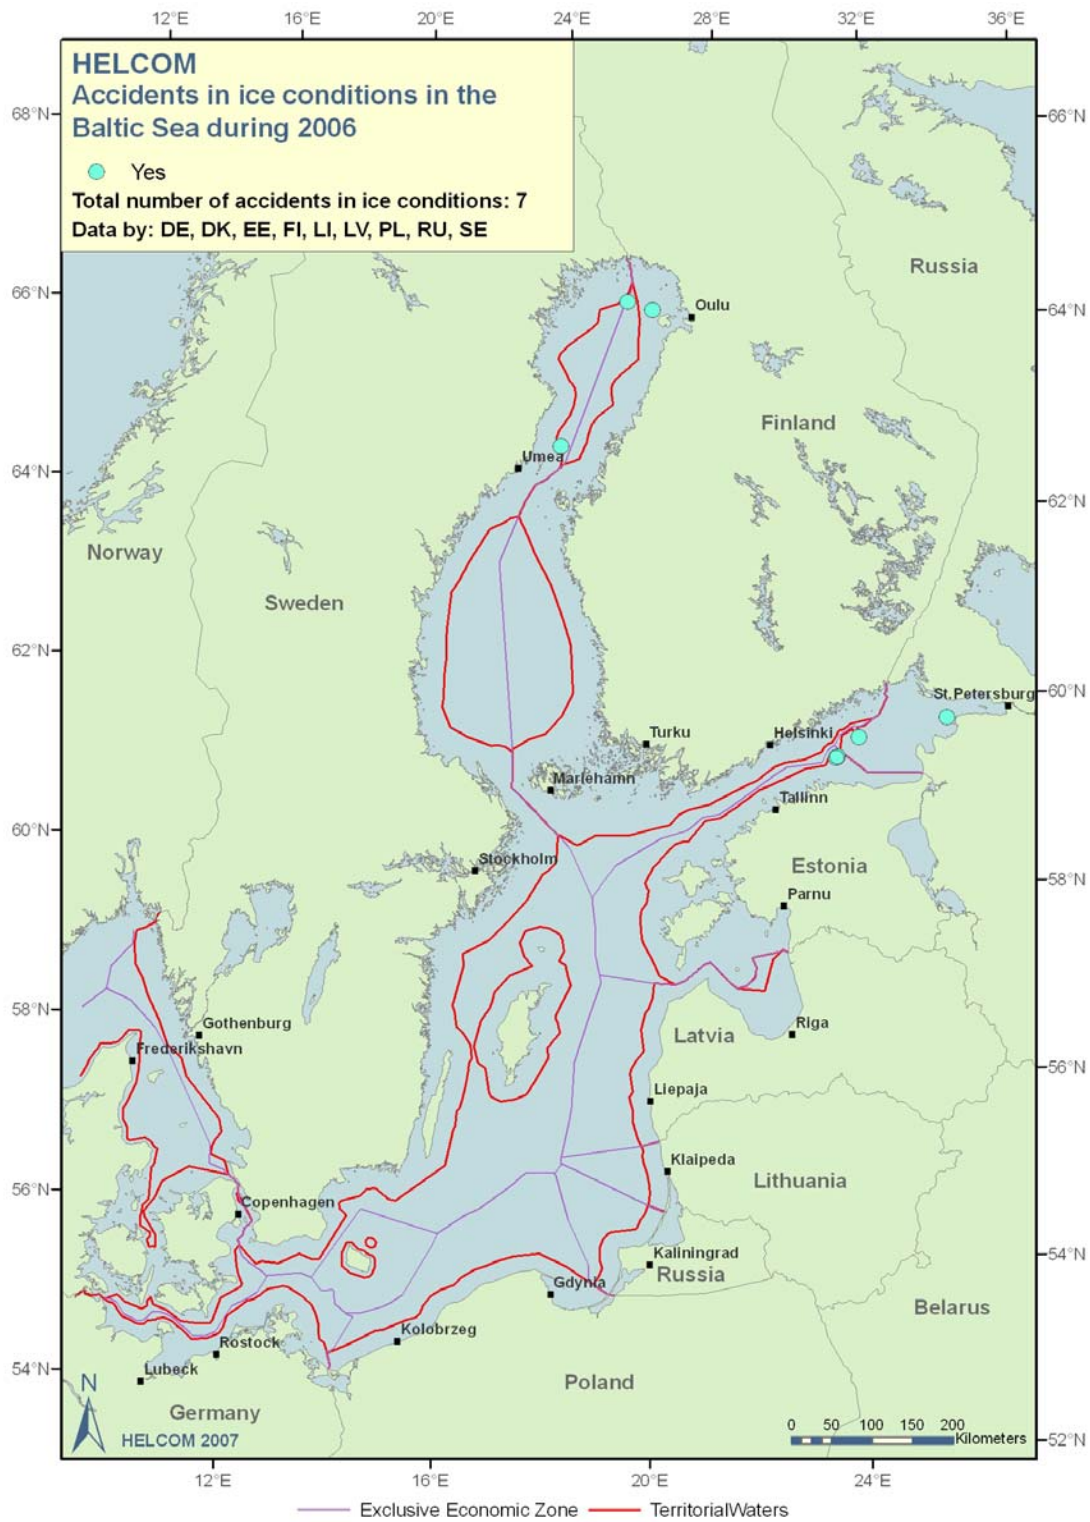 12°E 16°E 20°E 24°E 28°E 32°E 36°E
HELCOM
Accidents in ice conditions in the
Baltic Sea during 2006
Yes
Total number of accidents in ice conditions: 7
Data by: DE, DK, EE, FI, LI, LV, PL, RU, SE
68°N
66°N
Russia
66°N
Oulu
64°N
Finland
Umea
64°N
62°N
Norway
Sweden
62°N
St.Petersburg
60°N
Turku
Helsinki
Mariehamn
Tallinn
60°N
Stockholm
Estonia
58°N
Parnu
58°N
Gothenburg
Riga
Latvia
Frederikshavn
56°N
Liepaja
Klaipeda
Lithuania
56°N
Copenhagen
Kaliningrad
54°N
Russia
Gdynia
Belarus
Kolobrzeg
Rostock
54°N
Lubeck
Poland
N
Germany
0 50 100 150 200
Kilometers
HELCOM 2007
52°N
12°E 16°E 20°E 24°E
Exclusive Economic Zone TerritorialWaters